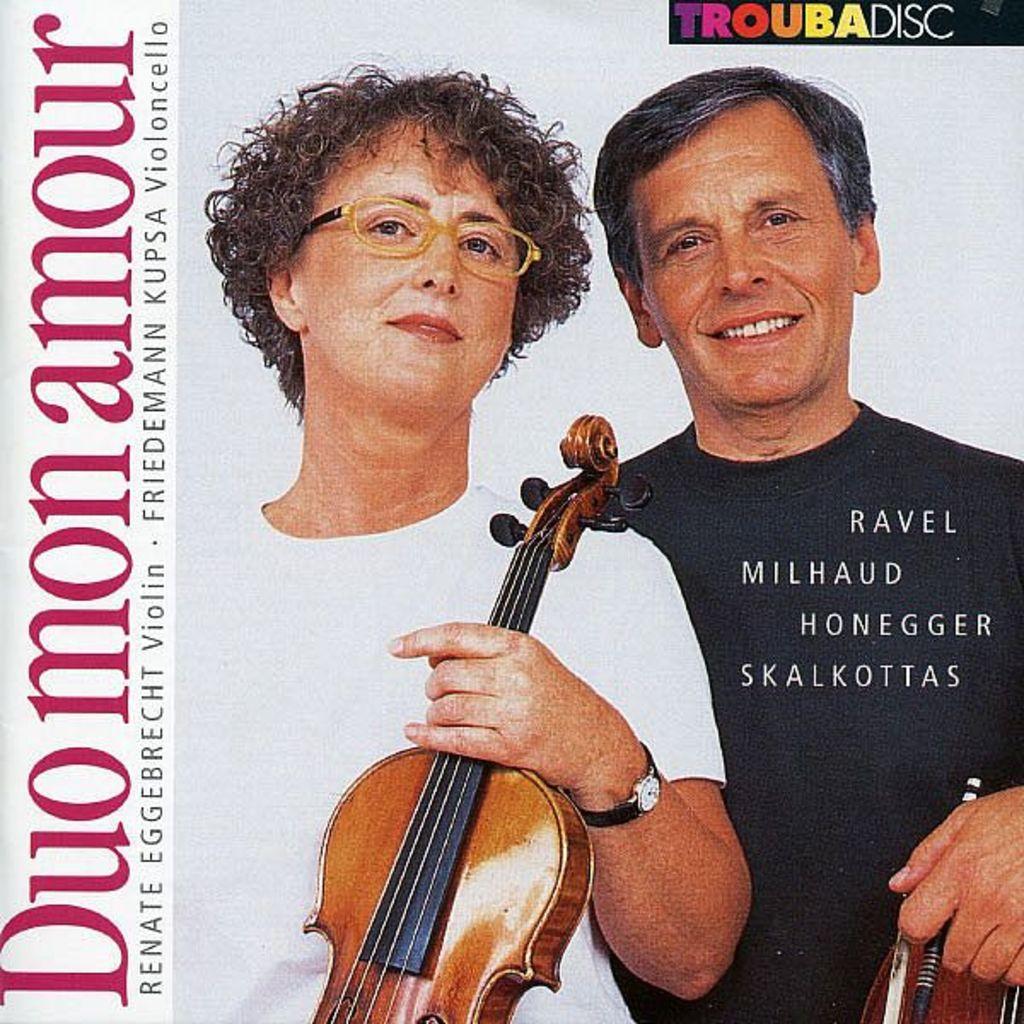 TROUBADISC
Duo mon amour
RENATE EGGEBRECHT Violin · FRIEDEMANN KUPSA Violoncello
RAVEL
MILHAUD
HONEGGER
SKALKOTTAS